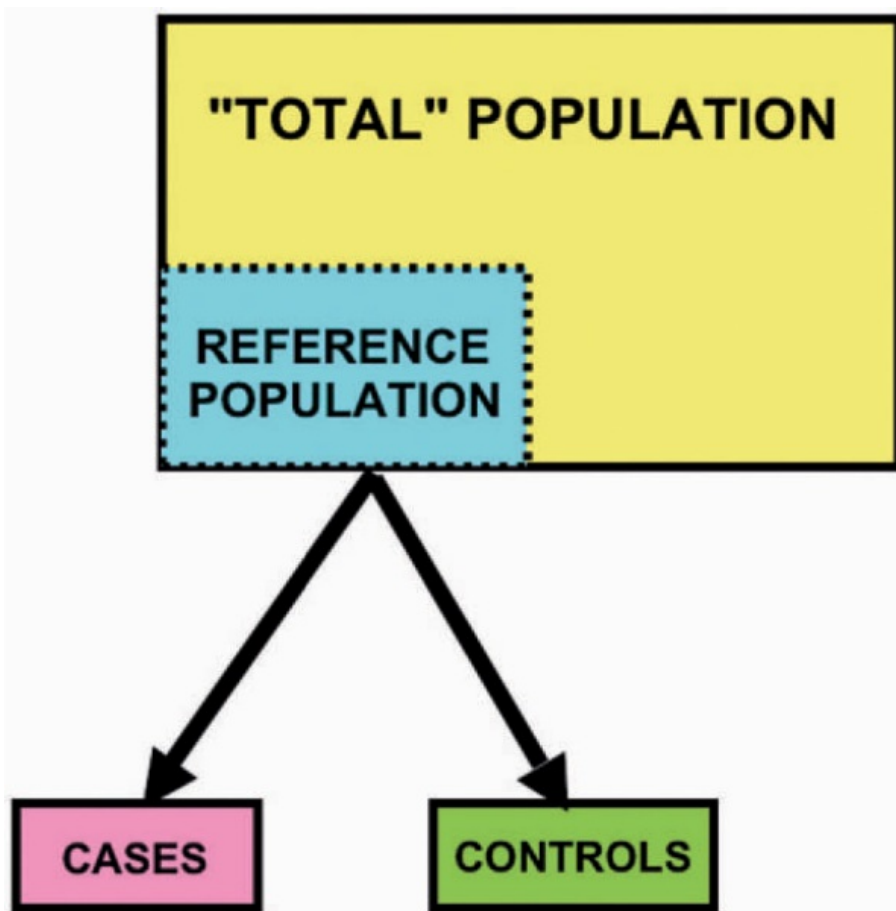 "TOTAL" POPULATION
REFERENCE
POPULATION
CASES
CONTROLS